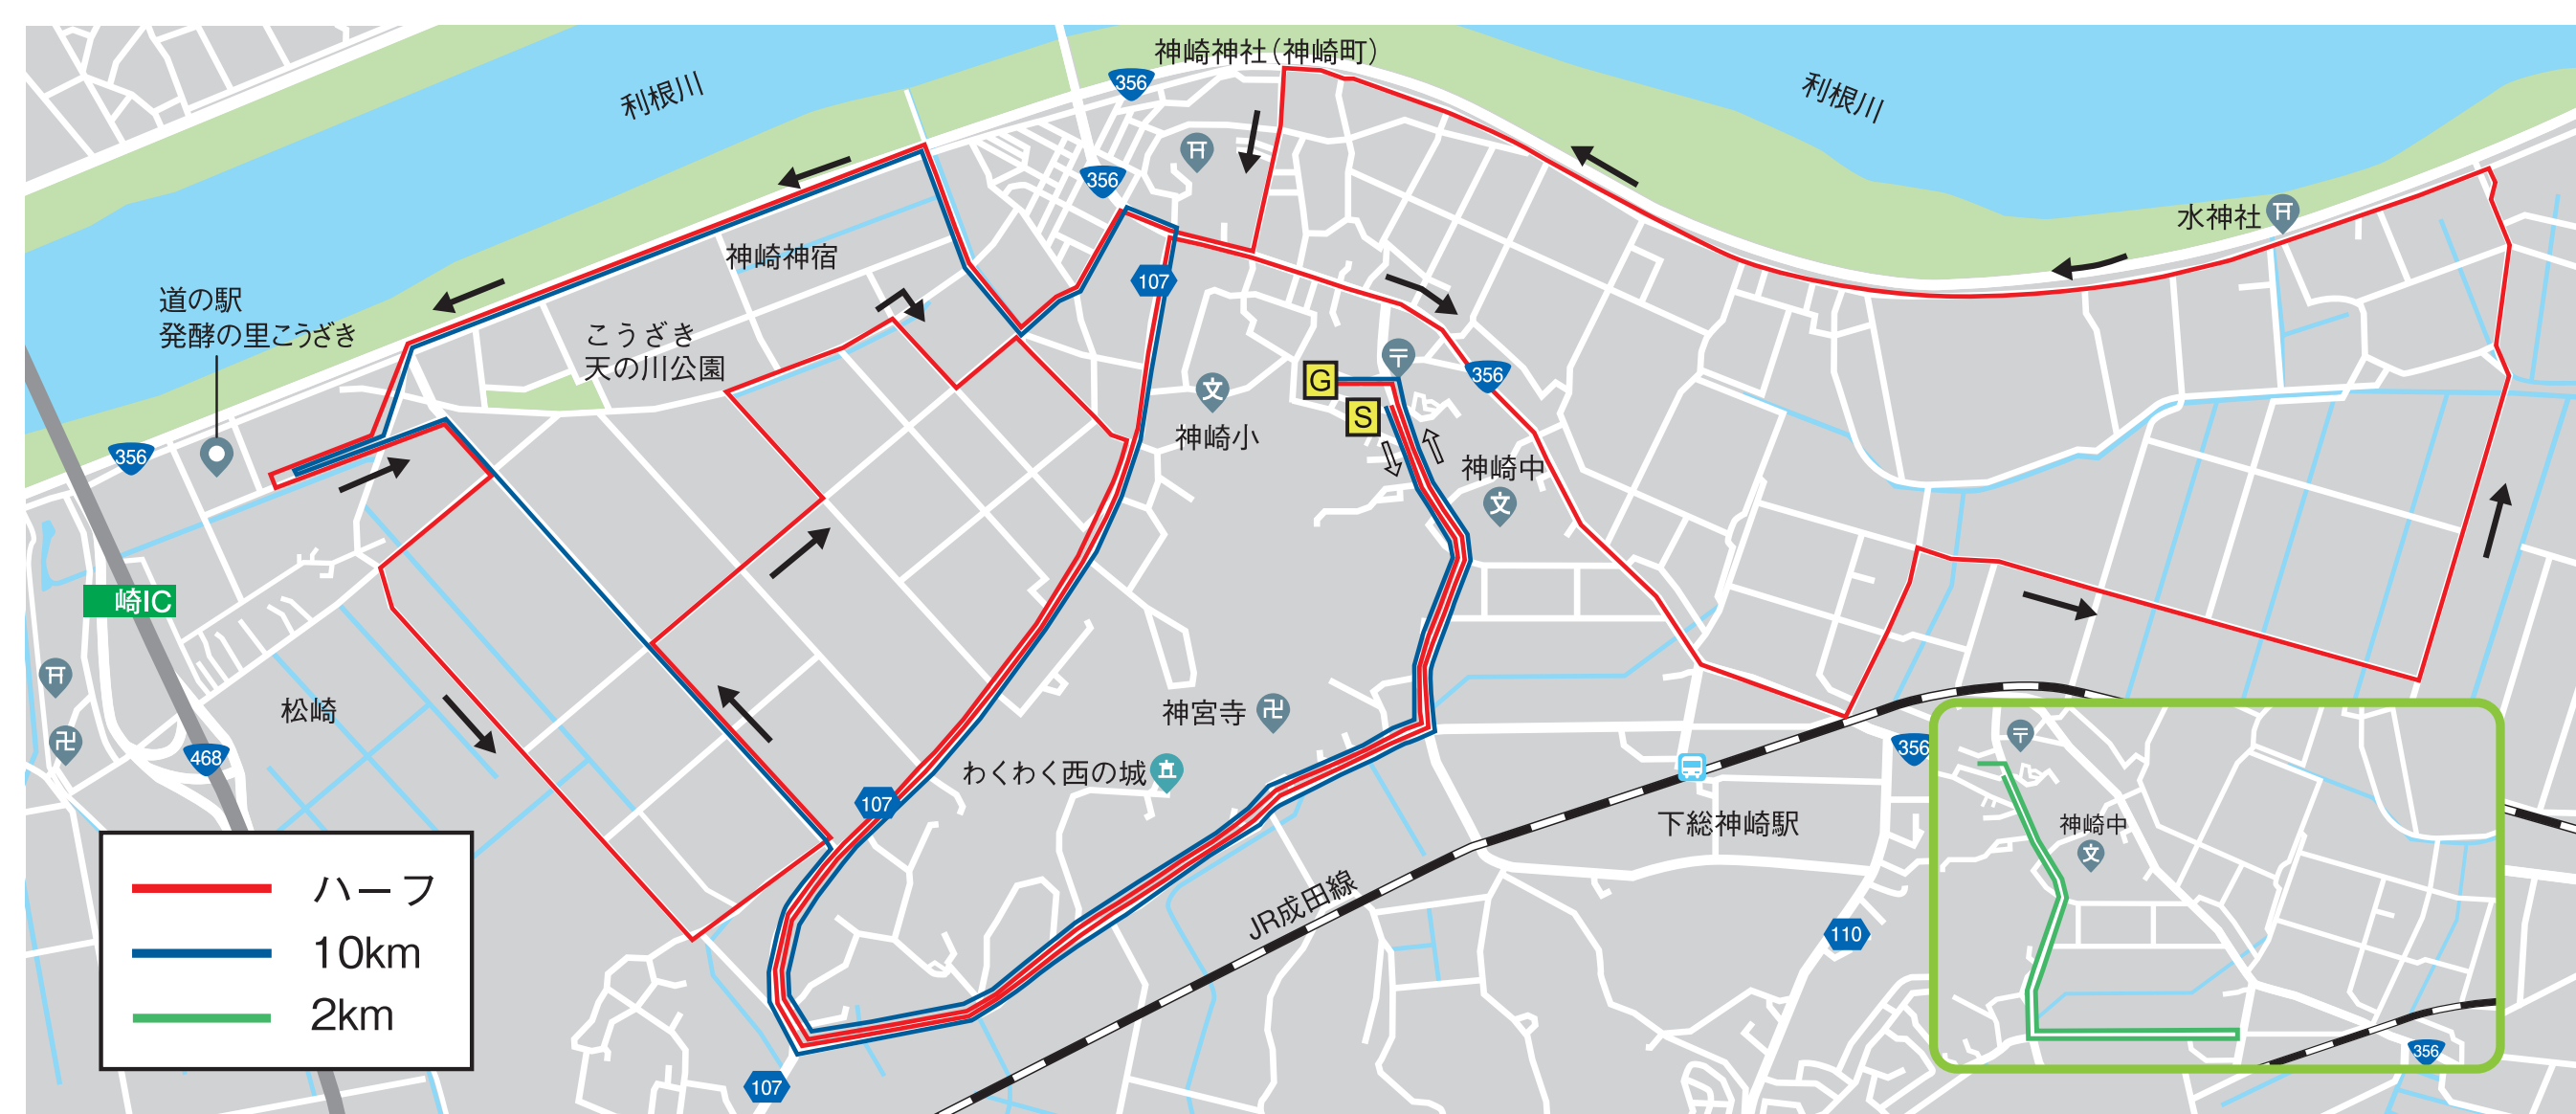 神崎神社（神崎町）
356
利根川
利根川
356
水神社
神崎神宿
107
道の駅
発酵の里こうざき
こうざき
天の川公園
G
356
S
神崎小
356
神崎中
崎IC
松崎
神宮寺
468
わくわく西の城
356
107
下総神崎駅
神崎中
JR成田線
ハーフ
10km
2km
110
356
107